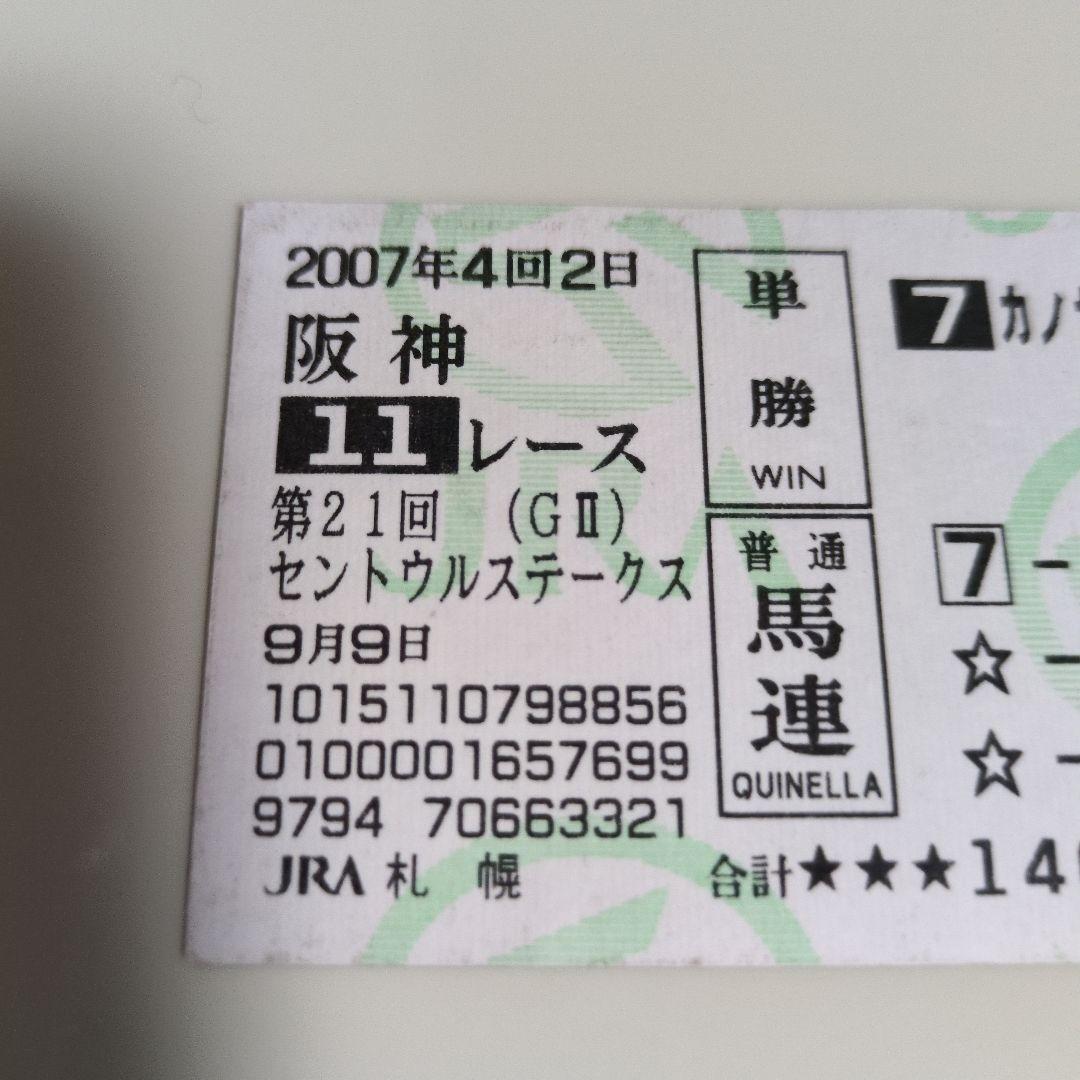 2007年4回2日
阪神
11レース
第21回 (GⅡ)
セントウルステークス
9月9日
1015110798856
0100001657699
9794 70663321
JRA 札 幌
単勝
WIN
普通
馬連
QUINELLA
7 カノ
7 -
☆ -
☆ -
合計★★★14